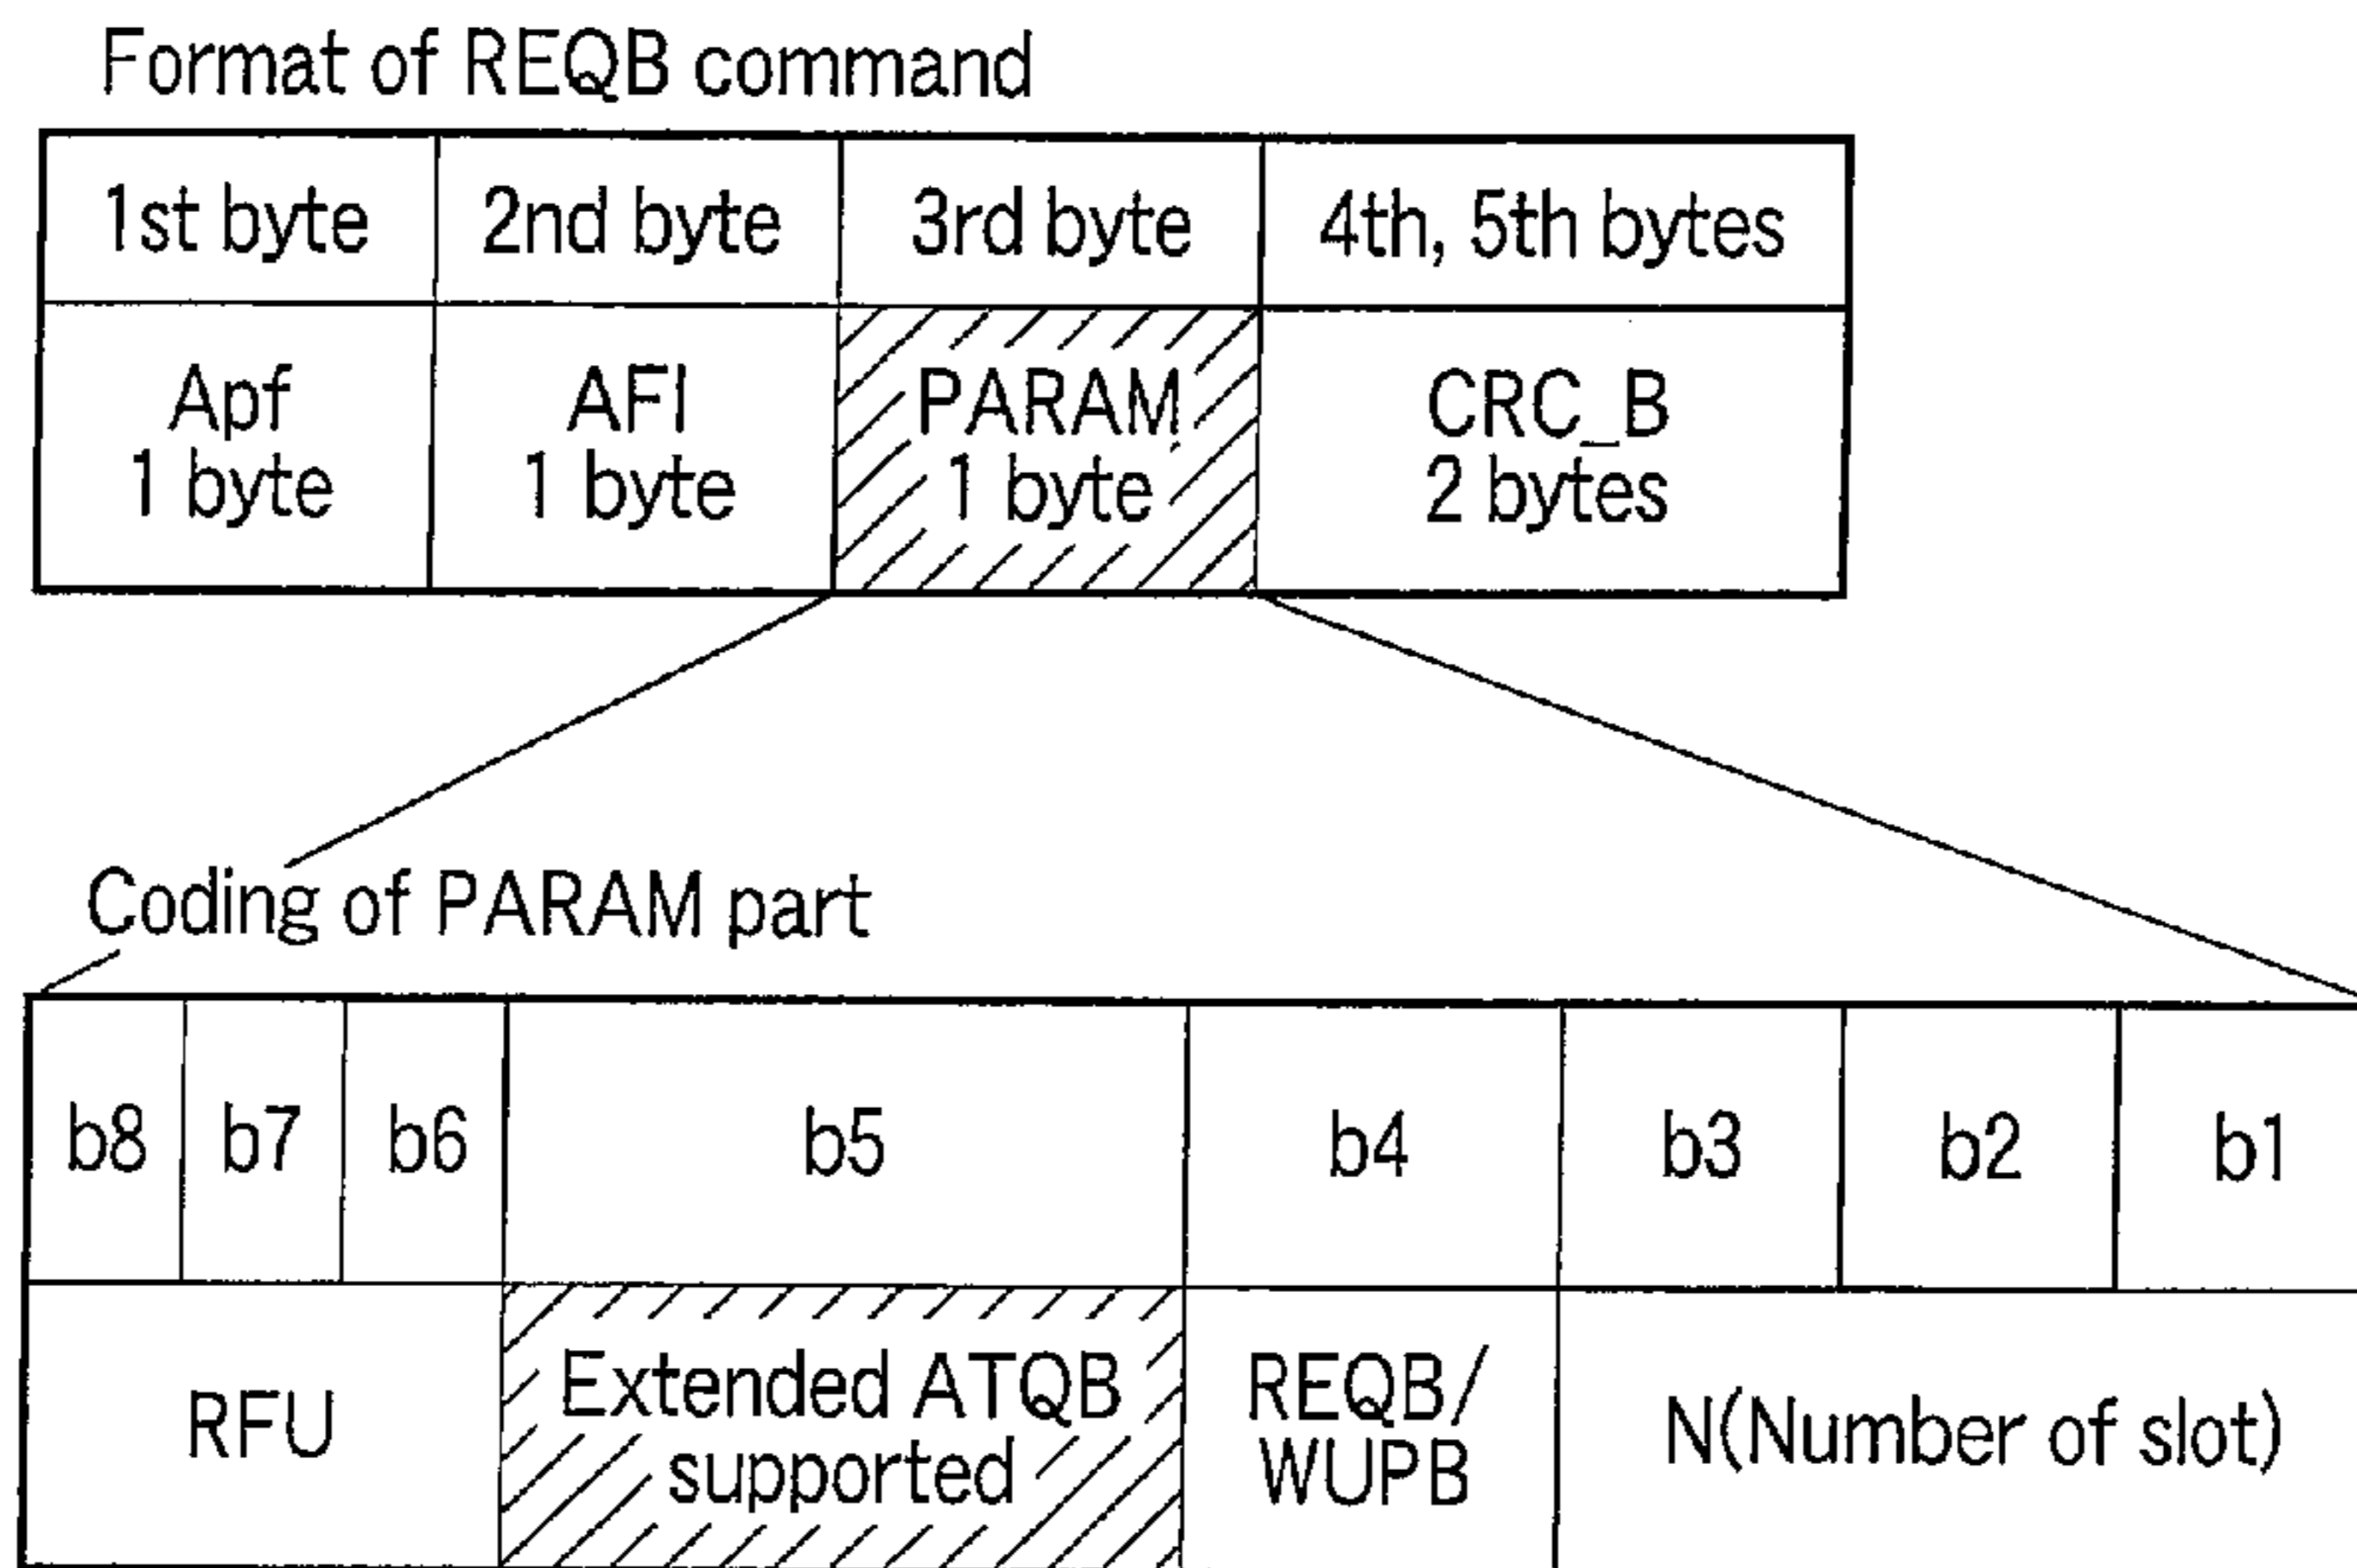 Format of REQB command
1st byte 2nd byte 3rd byte 4th, 5th bytes
Apf AFI PARAM CRC_B
1 byte 1 byte 1 byte 2 bytes
Coding of PARAM part
b8 b7 b6 b5 b4 b3 b2 b1
RFU Extended ATQB supported REQB/ WUPB N(Number of slot)